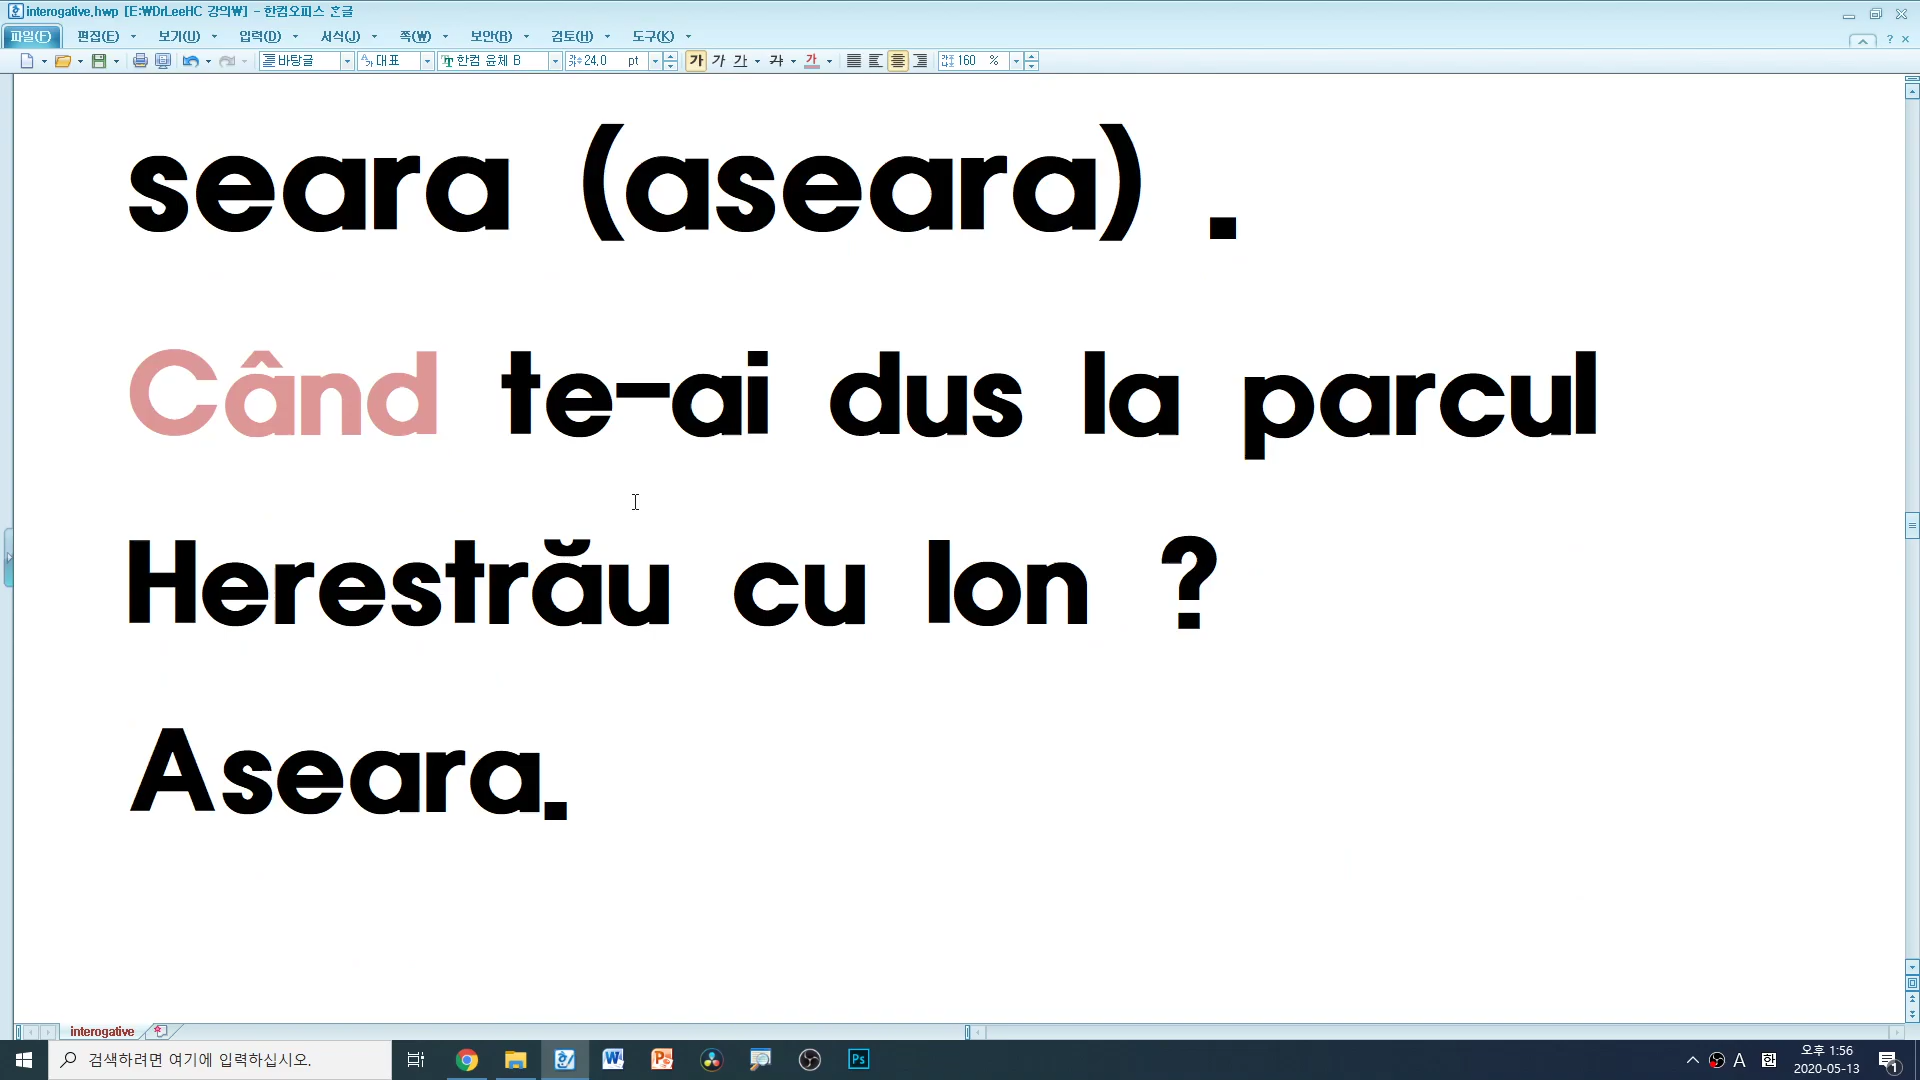 interogative.hwp [E:₩DrLeeHC 강의₩] - 한컴오피스 한글
파일(F) 편집(E) 보기(U) 입력(D) 서식(J) 쪽(W) 보안(R) 검토(H) 도구(K)
바탕글 대표 한컴 윤체 B 24.0 pt 가 가 가 가 가 160 %
seara (aseara) .
Când te-ai dus la parcul
Herestrău cu Ion ?
Aseara.
interogative
검색하려면 여기에 입력하십시오.
A 한 오후 1:56
2020-05-13